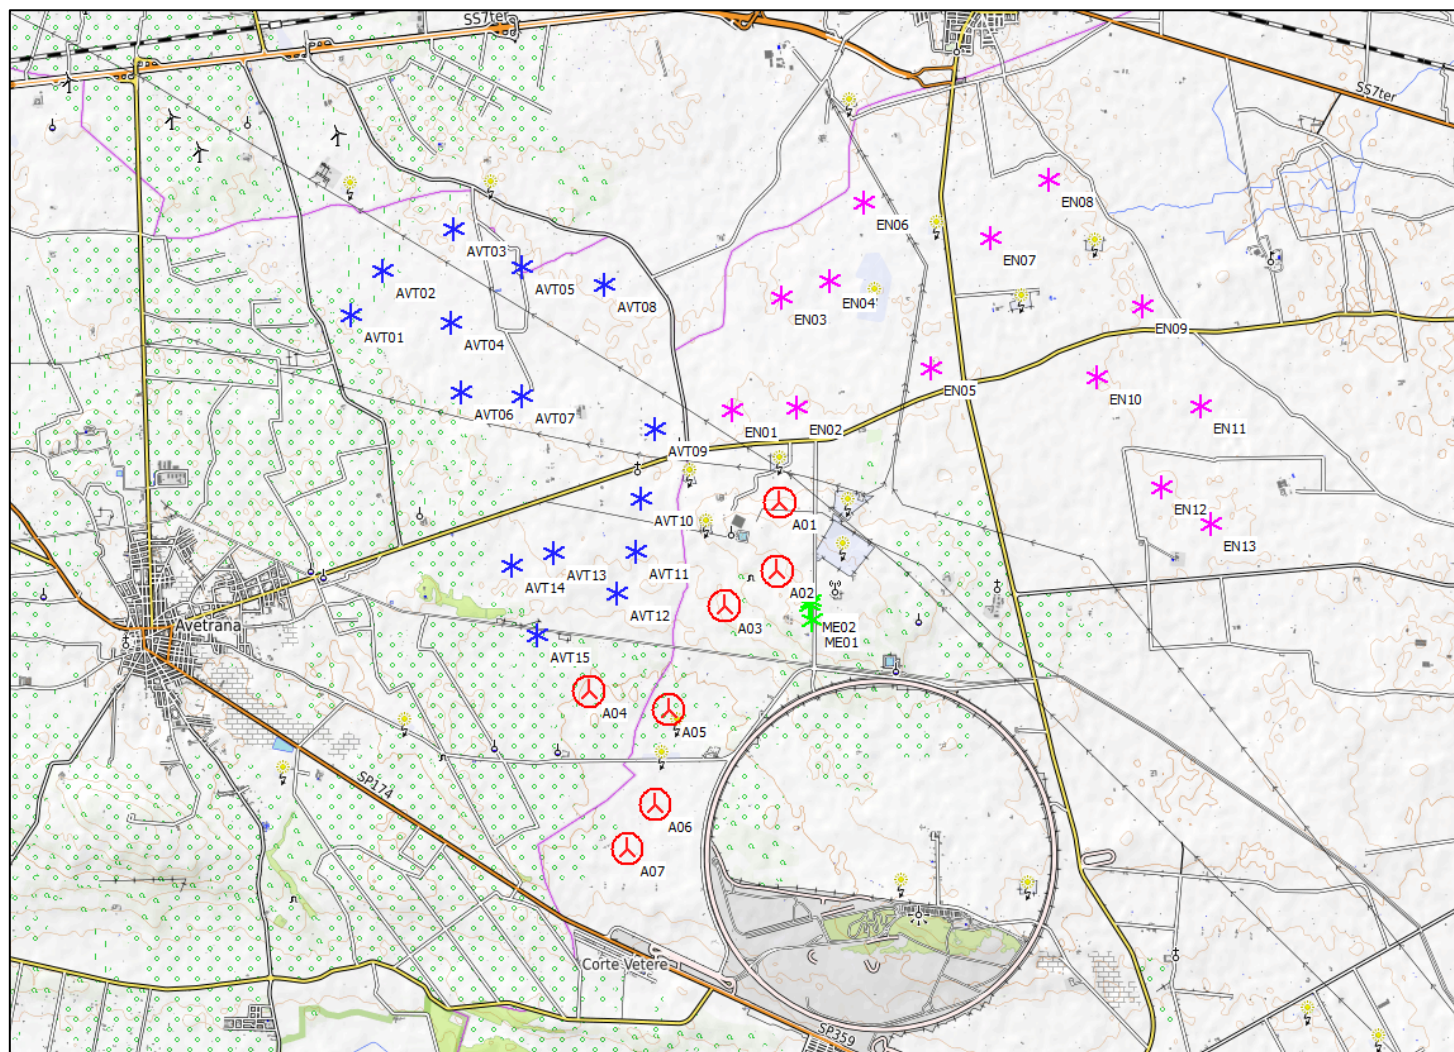 SS7ter
SS7ter
EN08
EN06
AVT03
EN07
AVT02
AVT05
AVT08
EN04
EN03
AVT01
AVT04
EN09
EN05
EN10
AVT06
AVT07
EN01
EN02
EN11
AVT09
EN12
AVT10
A01
EN13
AVT13
AVT11
AVT14
A02
AVT12
Avetrana
A03
ME02
ME01
AVT15
A04
A05
SP174
A06
A07
Corte Vetere
SP359